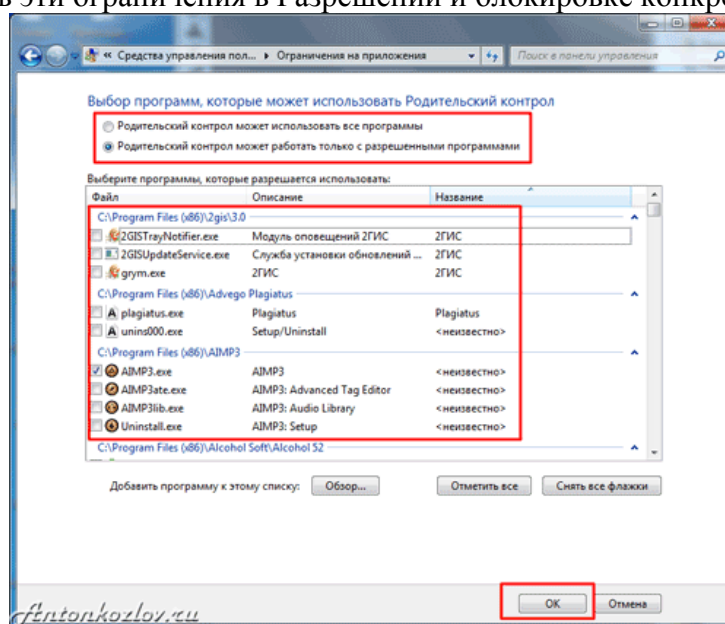 в эти ограничения в Разрешении и блокировке конкр
« Средства управления пол... ▸ Ограничения на приложения
Поиск в панели управления
Выбор программ, которые может использовать Родительский контрол
Родительский контрол может использовать все программы
Родительский контрол может работать только с разрешенными программами
Выберите программы, которые разрешается использовать:
Файл Описание Название
C:\Program Files (x86)\2gis\3.0
2GISTrayNotifier.exe Модуль оповещений 2ГИС 2ГИС
2GISUpdateService.exe Служба установки обновлений ... 2ГИС
grym.exe 2ГИС 2ГИС
C:\Program Files (x86)\Advego Plagiatus
plagiatus.exe Plagiatus Plagiatus
unins000.exe Setup/Uninstall <неизвестно>
C:\Program Files (x86)\AIMP3
AIMP3.exe AIMP3 <неизвестно>
AIMP3ate.exe AIMP3: Advanced Tag Editor <неизвестно>
AIMP3lib.exe AIMP3: Audio Library <неизвестно>
Uninstall.exe AIMP3: Setup <неизвестно>
C:\Program Files (x86)\Alcohol Soft\Alcohol 52
Добавить программу к этому списку: Обзор... Отметить все Снять все флажки
ОК Отмена
Antonkozlov.ru